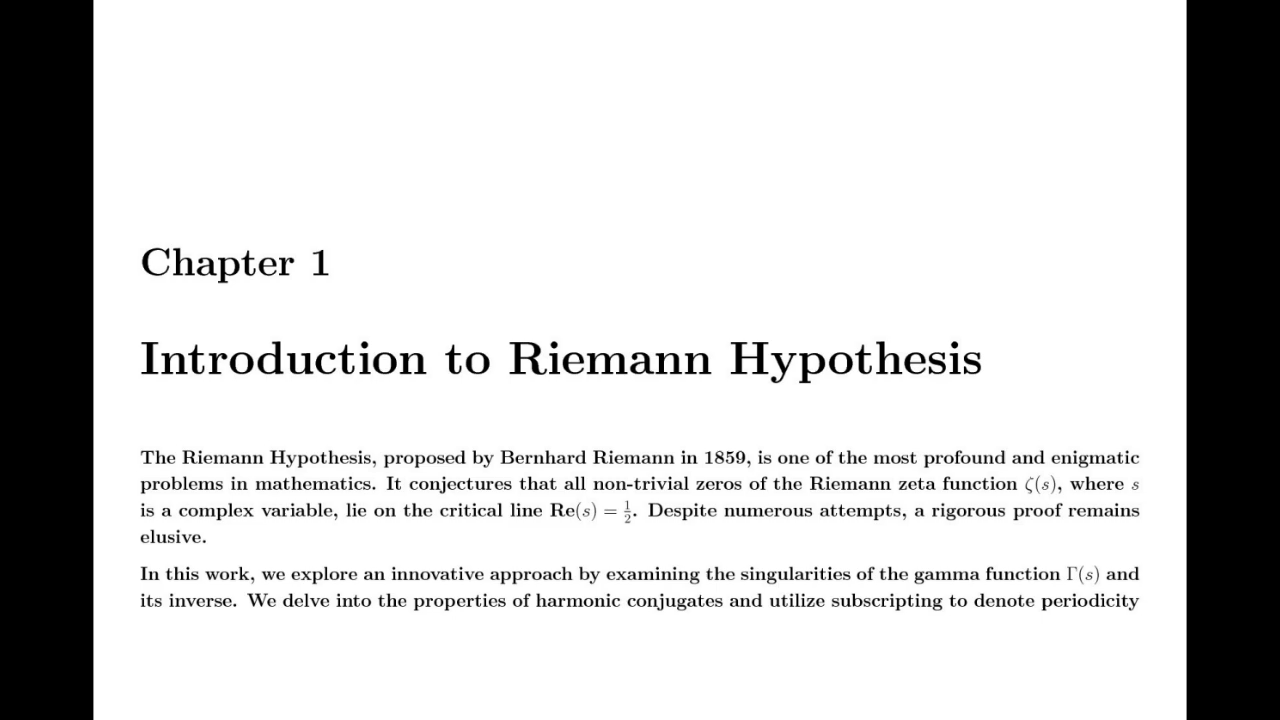 Chapter 1
Introduction to Riemann Hypothesis
The Riemann Hypothesis, proposed by Bernhard Riemann in 1859, is one of the most profound and enigmatic
problems in mathematics. It conjectures that all non-trivial zeros of the Riemann zeta function ζ(s), where s
is a complex variable, lie on the critical line Re(s) = 1/2. Despite numerous attempts, a rigorous proof remains
elusive.
In this work, we explore an innovative approach by examining the singularities of the gamma function Γ(s) and
its inverse. We delve into the properties of harmonic conjugates and utilize subscripting to denote periodicity